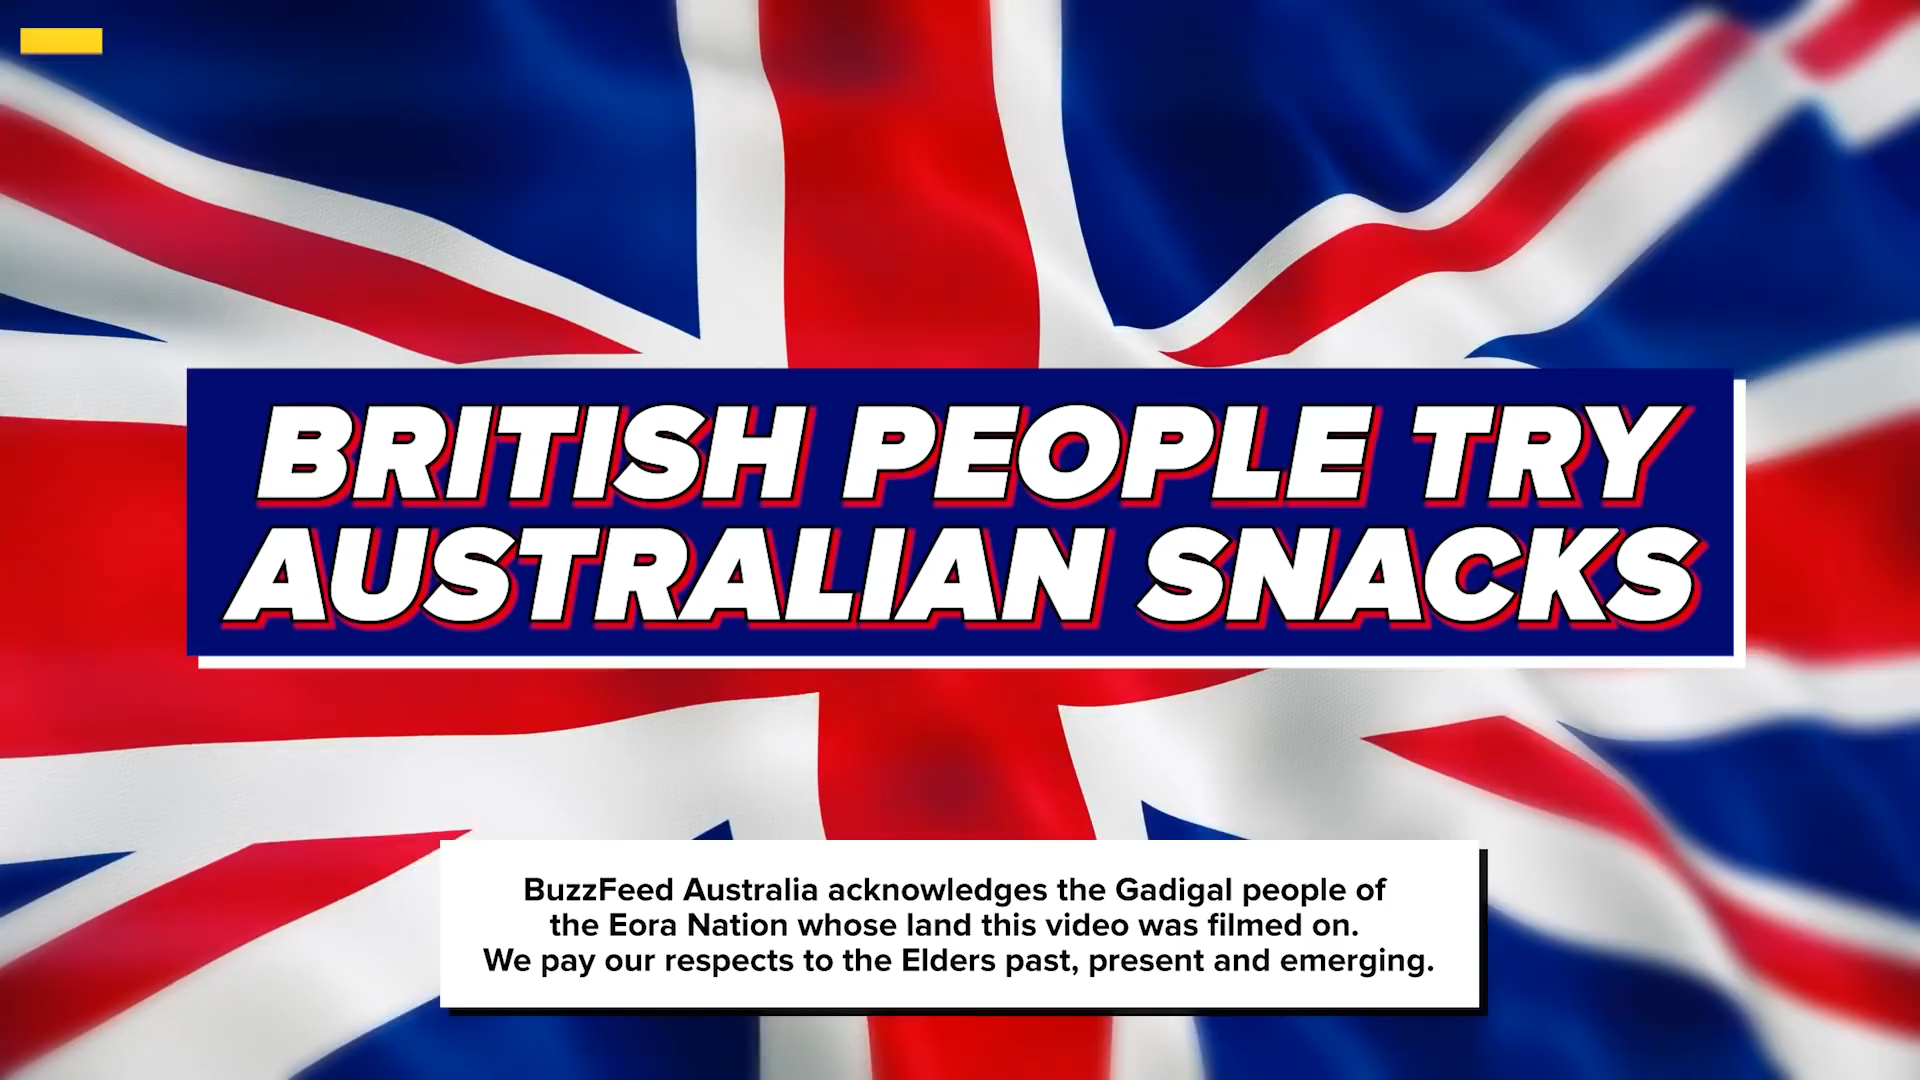 BRITISH PEOPLE TRY
AUSTRALIAN SNACKS
BuzzFeed Australia acknowledges the Gadigal people of
the Eora Nation whose land this video was filmed on.
We pay our respects to the Elders past, present and emerging.